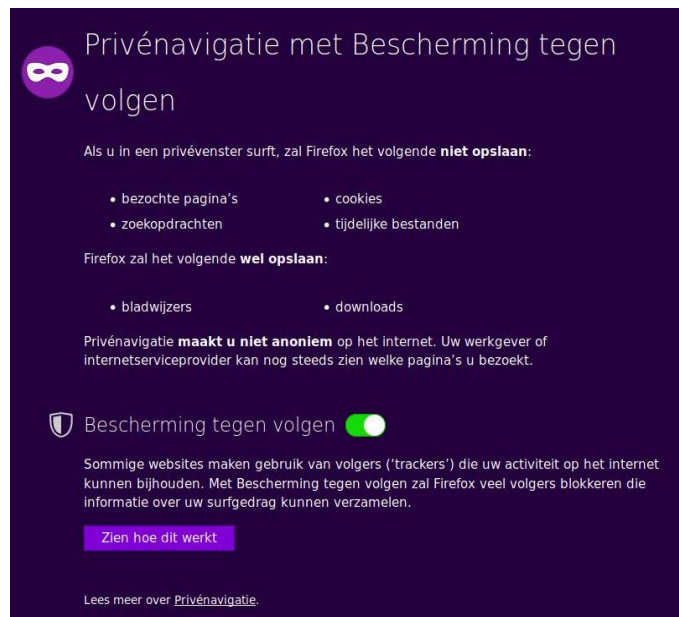 Privénavigatie met Bescherming tegen
volgen
Als u in een privévenster surft, zal Firefox het volgende niet opslaan:
• bezochte pagina’s • cookies
• zoekopdrachten • tijdelijke bestanden
Firefox zal het volgende wel opslaan:
• bladwijzers • downloads
Privénavigatie maakt u niet anoniem op het internet. Uw werkgever of
internetserviceprovider kan nog steeds zien welke pagina’s u bezoekt.
Bescherming tegen volgen
Sommige websites maken gebruik van volgers (‘trackers’) die uw activiteit op het internet
kunnen bijhouden. Met Bescherming tegen volgen zal Firefox veel volgers blokkeren die
informatie over uw surfgedrag kunnen verzamelen.
Zien hoe dit werkt
Lees meer over Privénavigatie.